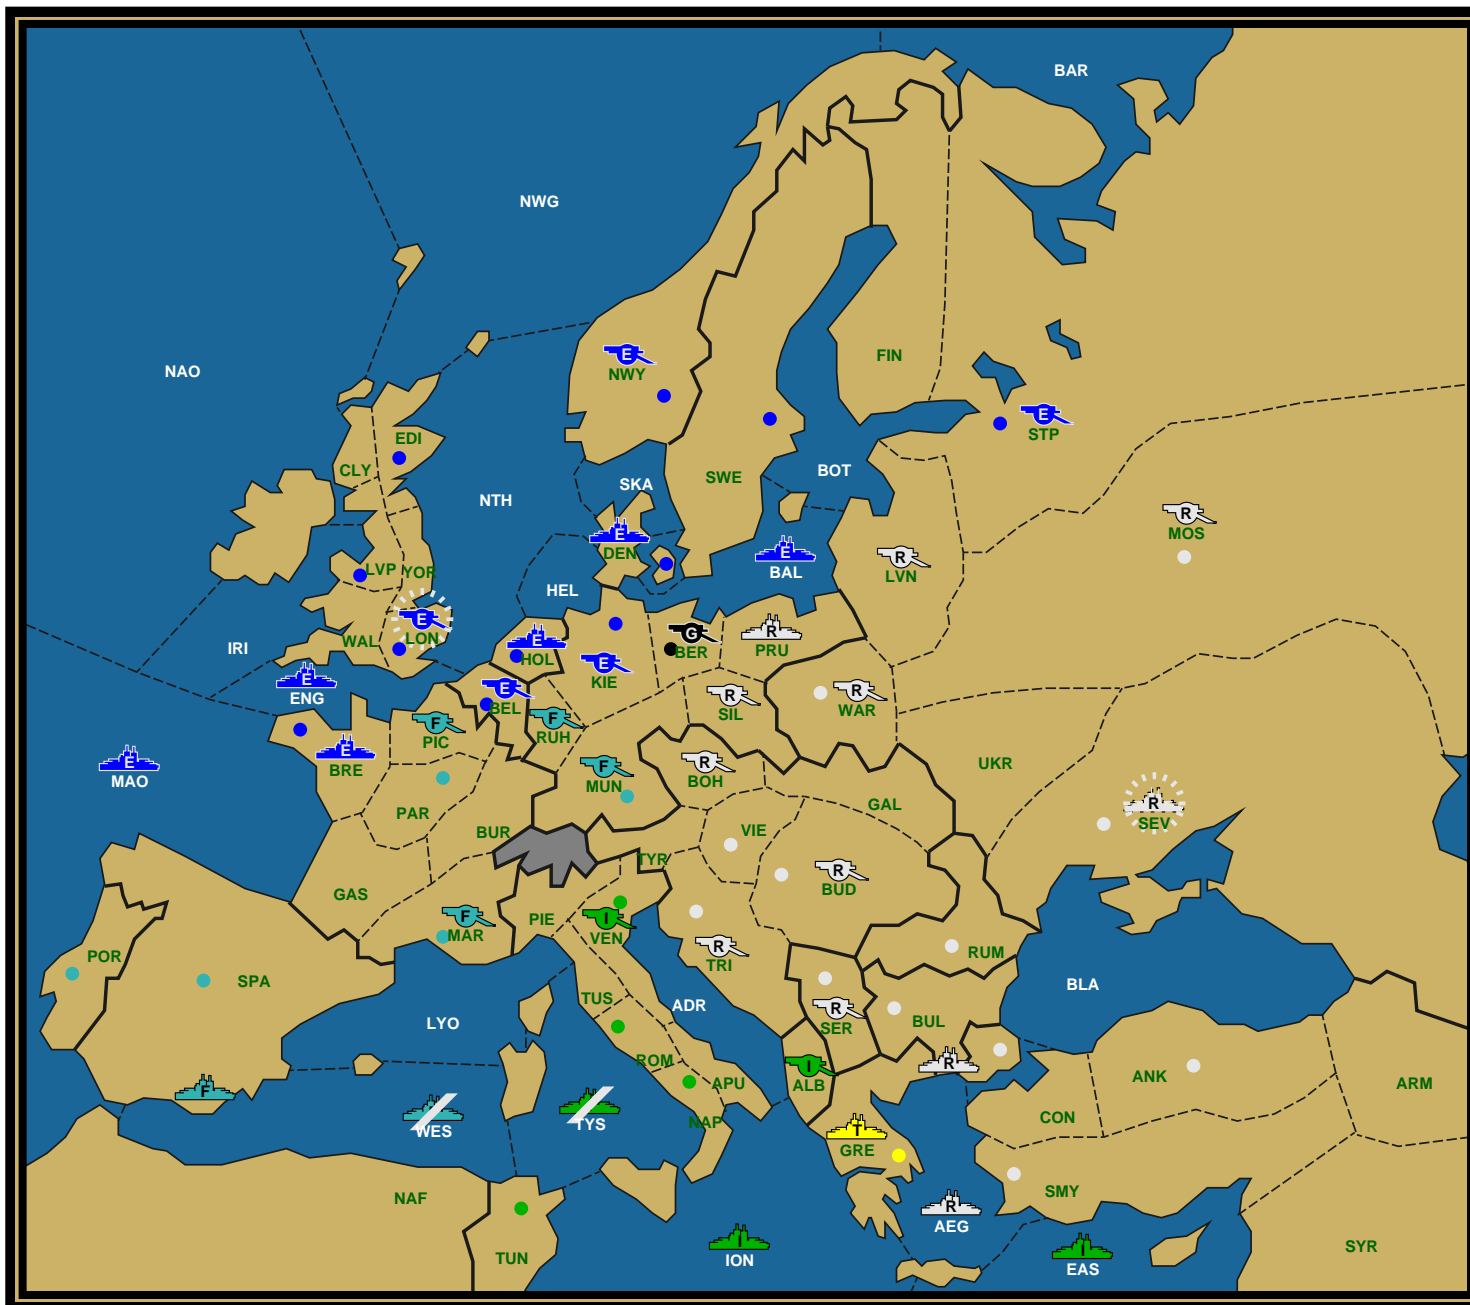 BAR
NWG
NAO
FIN
E
NWY
E
STP
EDI
CLY
SWE
BOT
SKA
NTH
R
MOS
E
DEN
E
BAL
R
LVN
LVP
YOR
HEL
E
LON
WAL
IRI
E
HOL
E
KIE
G
BER
R
PRU
E
ENG
E
BEL
R
SIL
R
WAR
F
PIC
F
RUH
E
BRE
E
MAO
F
MUN
R
BOH
UKR
GAL
R
SEV
PAR
BUR
VIE
TYR
R
BUD
GAS
F
MAR
PIE
I
VEN
R
TRI
RUM
POR
SPA
BLA
TUS
ADR
LYO
R
SER
BUL
ROM
R
I
ALB
APU
ANK
ARM
F
WES
TYS
NAP
CON
T
GRE
NAF
SMY
R
AEG
I
ION
TUN
I
EAS
SYR